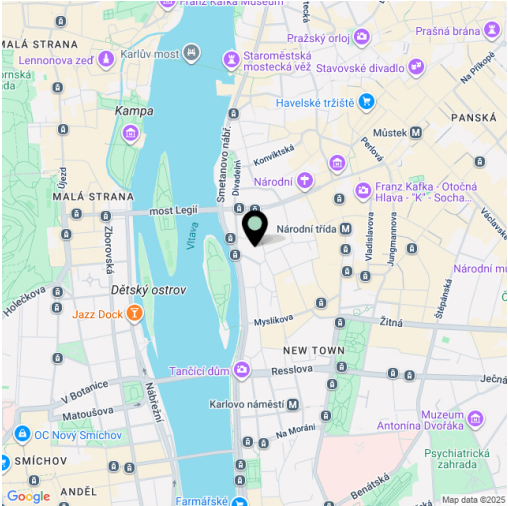 Franz Kafka Museum
Pražský orloj
Prašná brána
MALÁ STRANA
Karlův most
Staroměstská
mostecká věž
Lennonova zeď
Stavovské divadlo
Na Příkopě
Havelské tržiště
Kampa
PANSKÁ
Můstek
Smetanovo nábř.
Divadelní
Konviktská
Perlová
Újezd
Národní
Franz Kafka - Otočná
Hlava - "K" - Socha...
MALÁ STRANA
most Legií
Vltava
Zborovská
Národní třída
Vladislavova
Jungmannova
Václavské
Holečkova
Dětský ostrov
Národní mu
Štěpánská
Jazz Dock
Myslíkova
Žitná
NEW TOWN
Tančící dům
Resslova
Ječná
V Botanice
Nábřežní
Matoušova
Karlovo náměstí
Muzeum
Antonína Dvořáka
Na Moráni
OC Nový Smíchov
Psychiatrická
zahrada
SMÍCHOV
ANDĚL
Benátská
Google
Farmářské
Map data ©2025